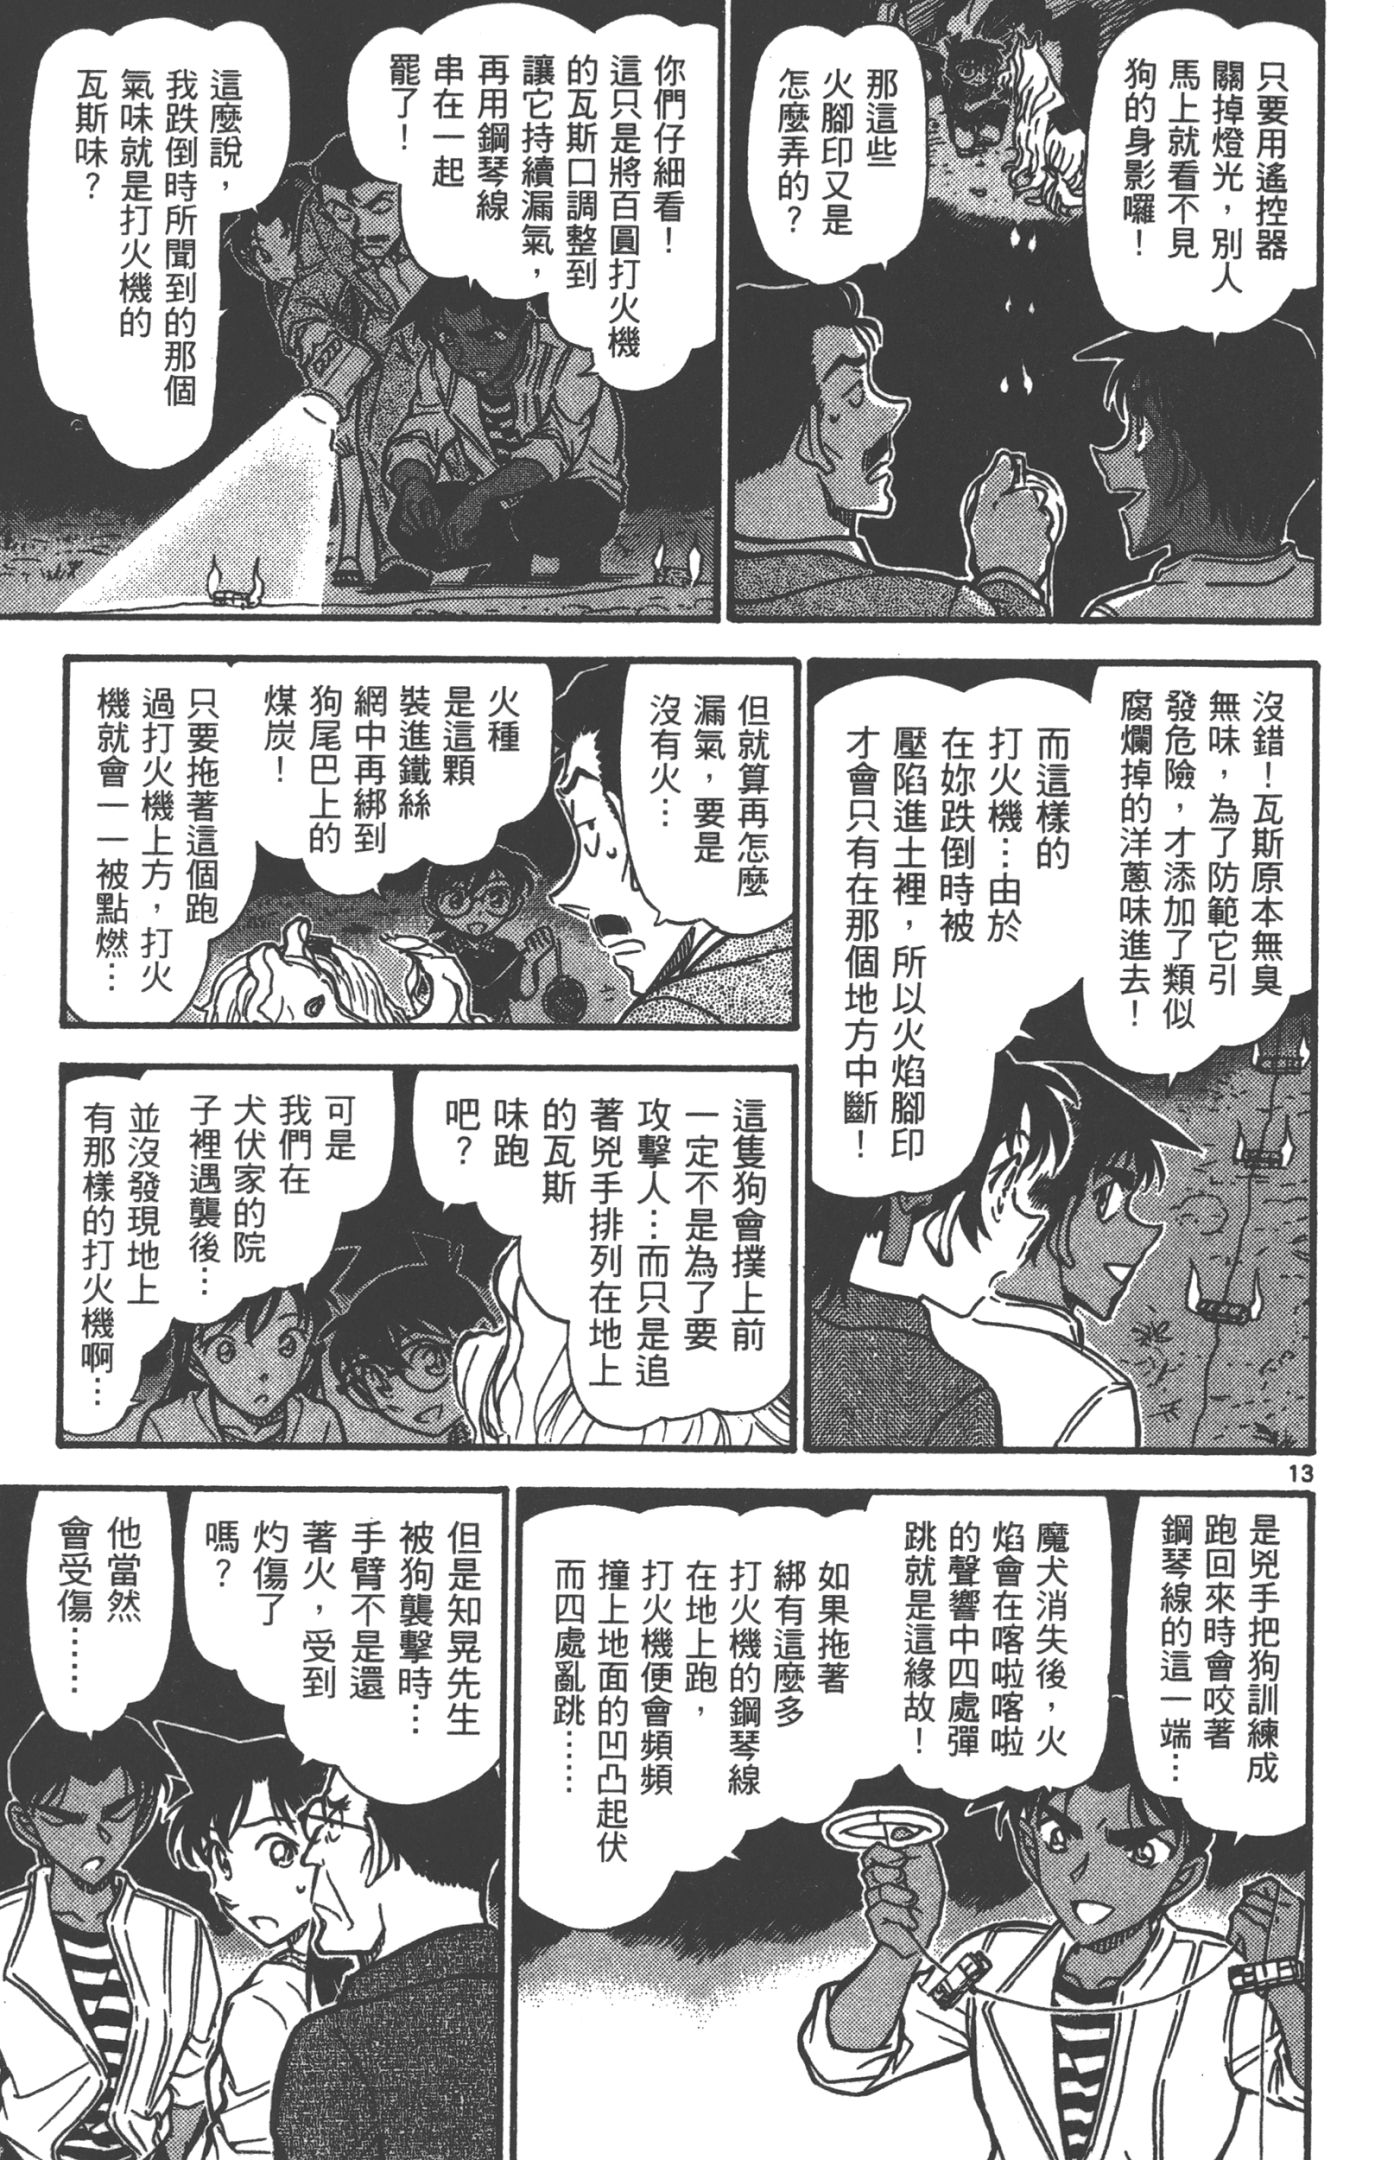 只要用遙控器
關掉燈光，別人
馬上就看不見
狗的身影囉！
那這些
火腳印又是
怎麼弄的？
你們仔細看！
這只是將百圓打火機
的瓦斯口調整到
讓它持續漏氣，
再用鋼琴線
串在一起
罷了！
這麼說，
我跌倒時所聞到的那個
氣味就是打火機的
瓦斯味？
沒錯！瓦斯原本無臭
無味，為了防範它引
發危險，才添加了類似
腐爛掉的洋蔥味進去！
而這樣的
打火機…由於
在妳跌倒時被
壓陷進土裡，所以火焰腳印
才會只有在那個地方中斷！
但就算再怎麼
漏氣，要是
沒有火…
火種
是這顆
裝進鐵絲
網中再綁到
狗尾巴上的
煤炭！
只要拖著這個跑
過打火機上方，打火
機就會一一被點燃…
這隻狗會撲上前
一定不是為了要
攻擊人…而只是追
著兇手排列在地上
的瓦斯
味跑
吧？
可是
我們在
犬伏家的院
子裡遇襲後…
並沒發現地上
有那樣的打火機啊…
13
是兇手把狗訓練成
跑回來時會咬著
鋼琴線的這一端…
魔犬消失後，火
焰會在喀啦喀啦
的聲響中四處彈
跳就是這緣故！
如果拖著
綁有這麼多
打火機的鋼琴線
在地上跑，
打火機便會頻頻
撞上地面的凹凸起伏
而四處亂跳……
但是知晃先生
被狗襲擊時…
手臂不是還
著火，受到
灼傷了
嗎？
他當然
會受傷……